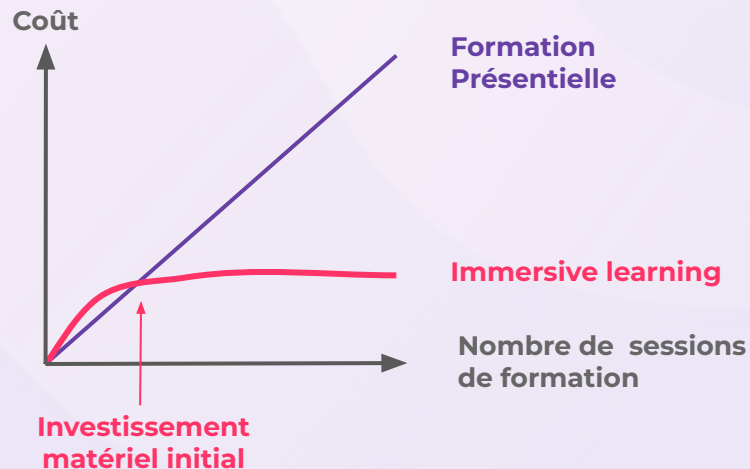 Coût
Formation
Présentielle
Immersive learning
Nombre de sessions
de formation
Investissement
matériel initial